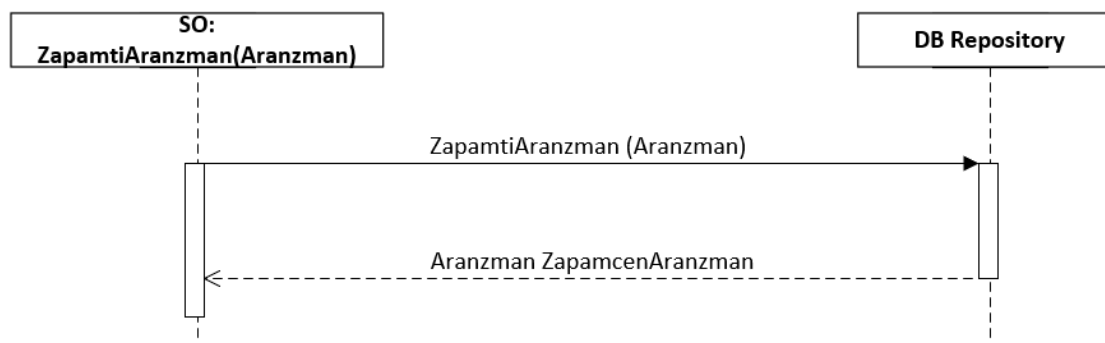 SO:
ZapamtiAranzman(Aranzman)
DB Repository
ZapamtiAranzman (Aranzman)
Aranzman ZapamcenAranzman